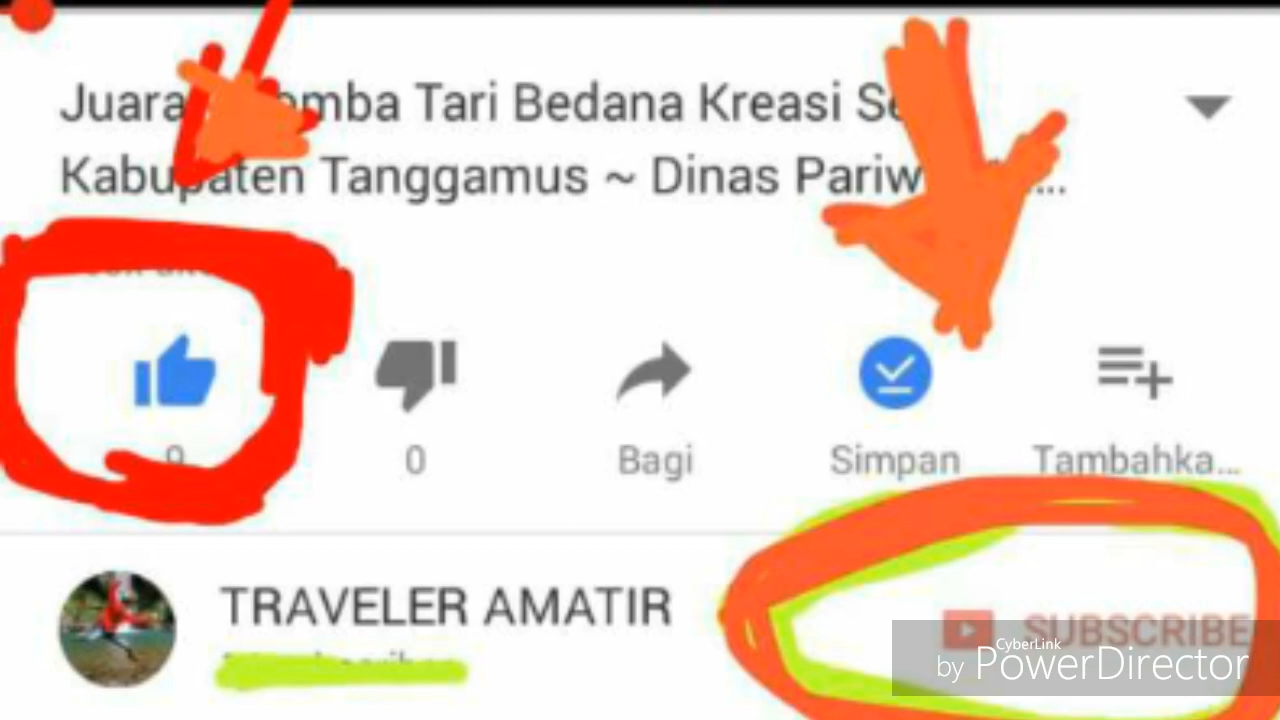 Juara omba Tari Bedana Kreasi Se
Kabupaten Tanggamus ~ Dinas Pariw ...
0
Bagi
Simpan
Tambahka...
TRAVELER AMATIR
SUBSCRIBE
CyberLink
by PowerDirector